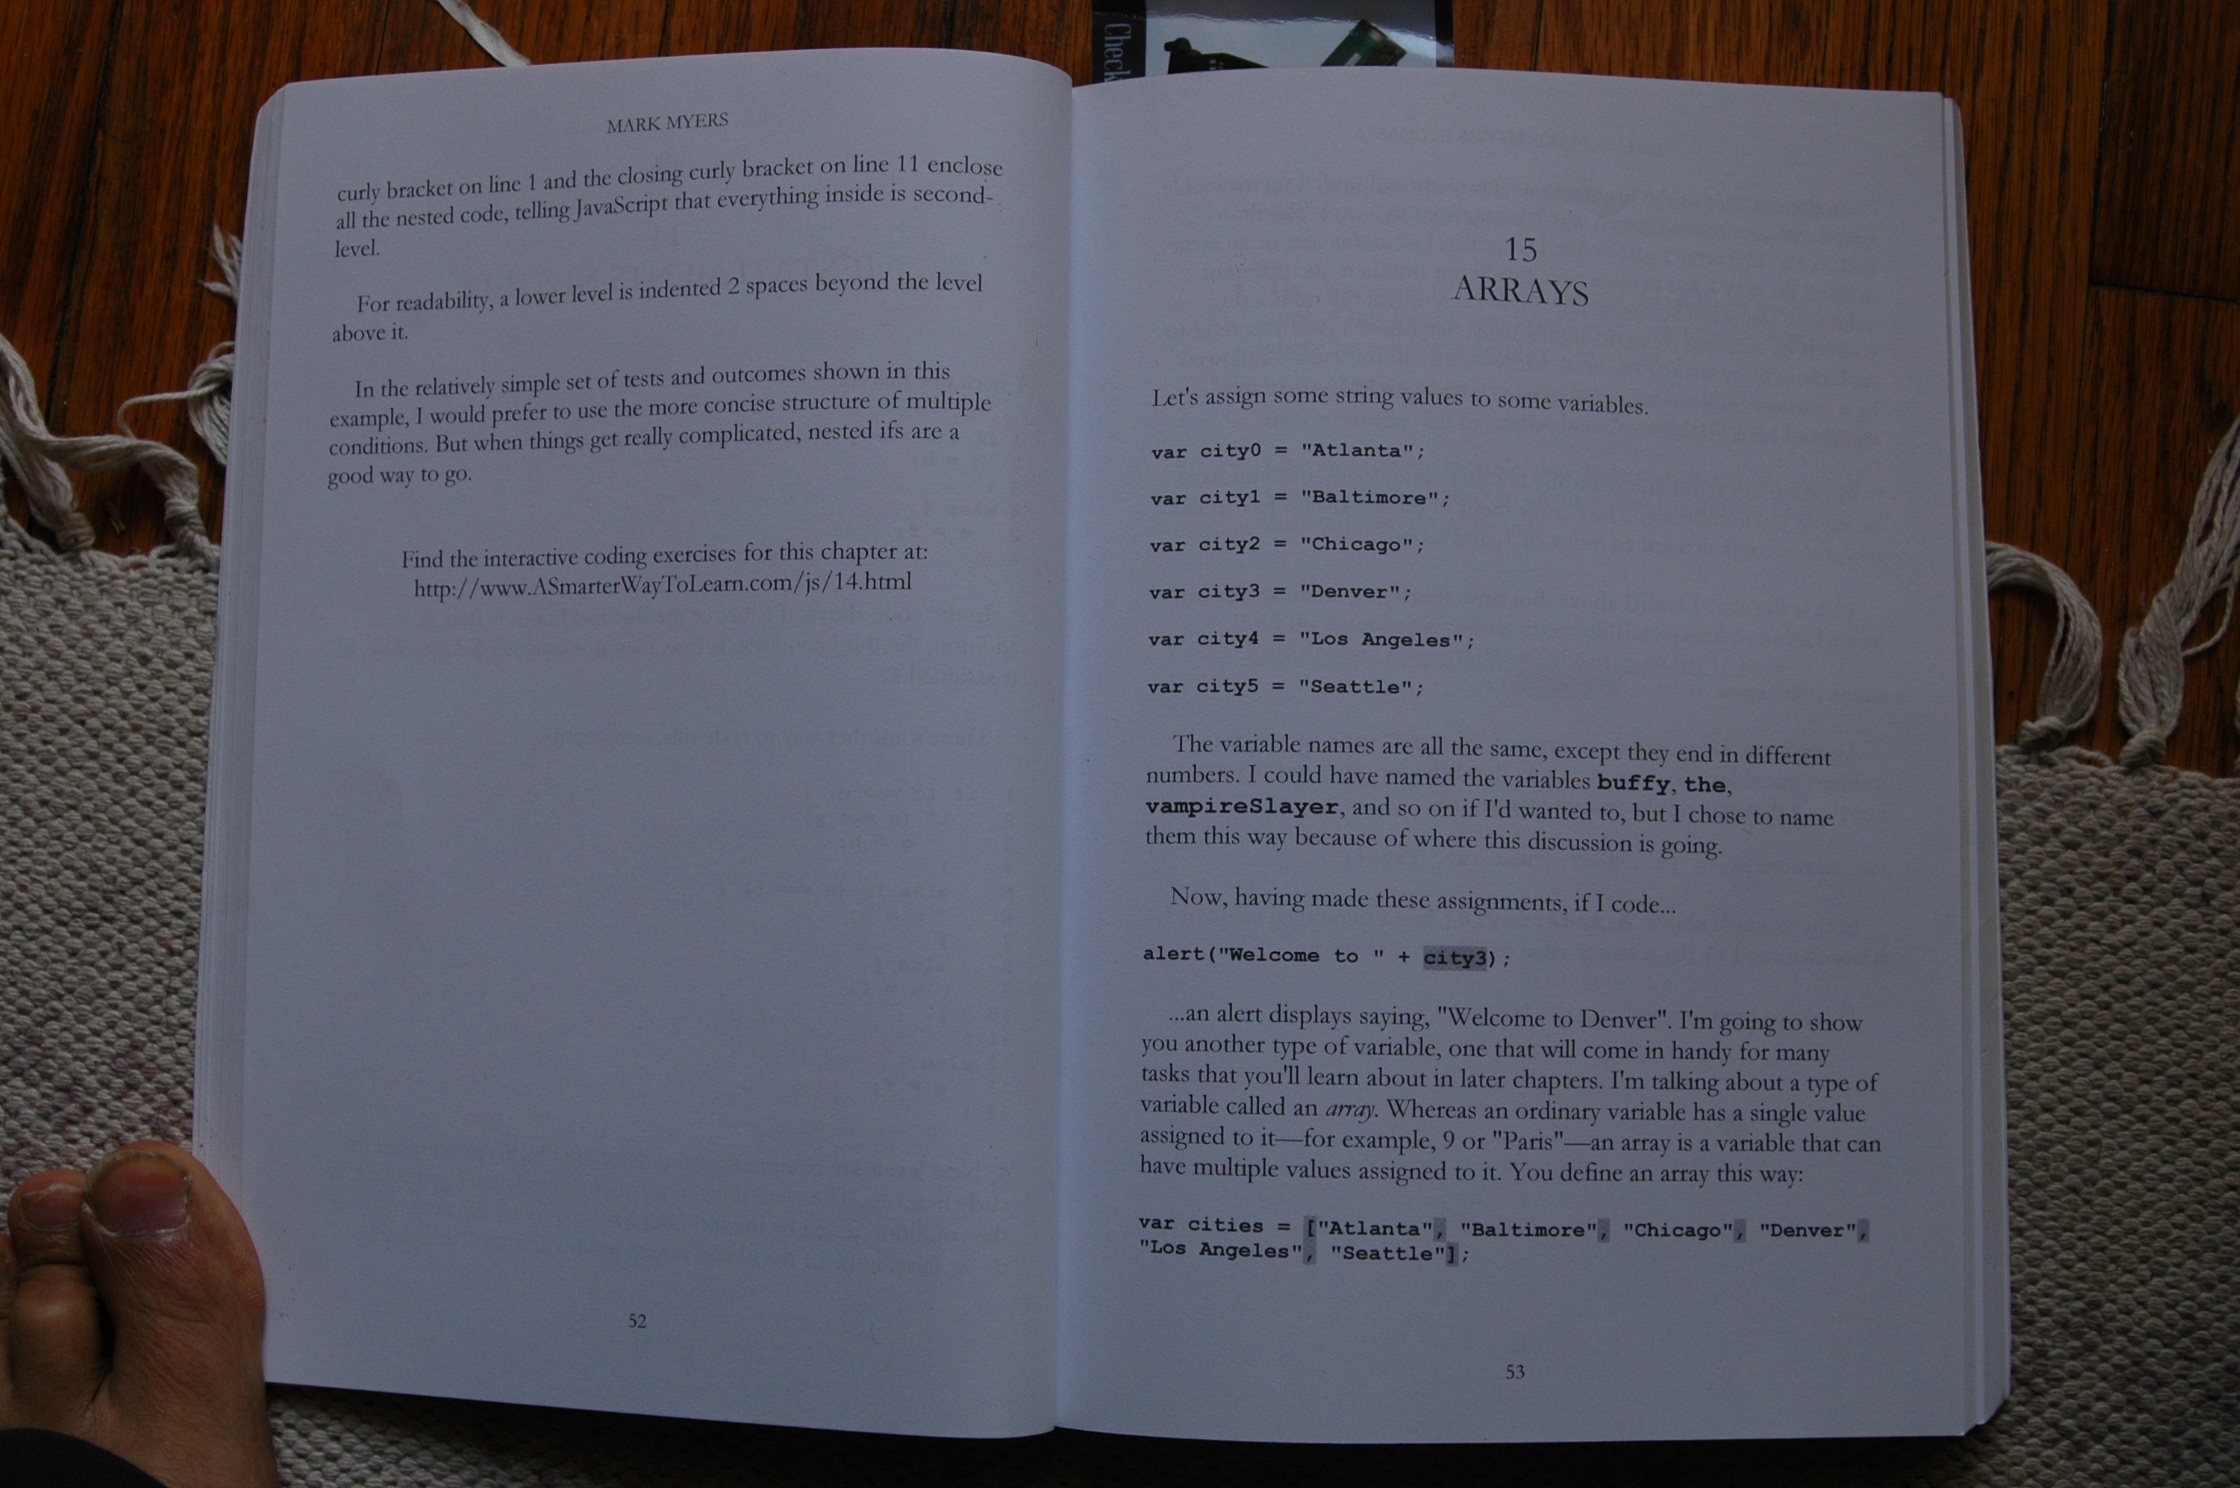 Check
MARK MYERS
curly bracket on line 1 and the closing curly bracket on line 11 enclose
all the nested code, telling JavaScript that everything inside is second-
level.
For readability, a lower level is indented 2 spaces beyond the level
above it.
In the relatively simple set of tests and outcomes shown in this
example, I would prefer to use the more concise structure of multiple
conditions. But when things get really complicated, nested ifs are a
good way to go.
Find the interactive coding exercises for this chapter at:
http://www.ASmarterWayToLearn.com/js/14.html
52
15
ARRAYS
Let's assign some string values to some variables.
var city0 = "Atlanta";
var city1 = "Baltimore";
var city2 = "Chicago";
var city3 = "Denver";
var city4 = "Los Angeles";
var city5 = "Seattle";
The variable names are all the same, except they end in different
numbers. I could have named the variables buffy, the,
vampireSlayer, and so on if I'd wanted to, but I chose to name
them this way because of where this discussion is going.
Now, having made these assignments, if I code...
alert("Welcome to " + city3);
...an alert displays saying, "Welcome to Denver". I'm going to show
you another type of variable, one that will come in handy for many
tasks that you'll learn about in later chapters. I'm talking about a type of
variable called an array. Whereas an ordinary variable has a single value
assigned to it—for example, 9 or "Paris"—an array is a variable that can
have multiple values assigned to it. You define an array this way:
var cities = ["Atlanta", "Baltimore", "Chicago", "Denver",
"Los Angeles", "Seattle"];
53